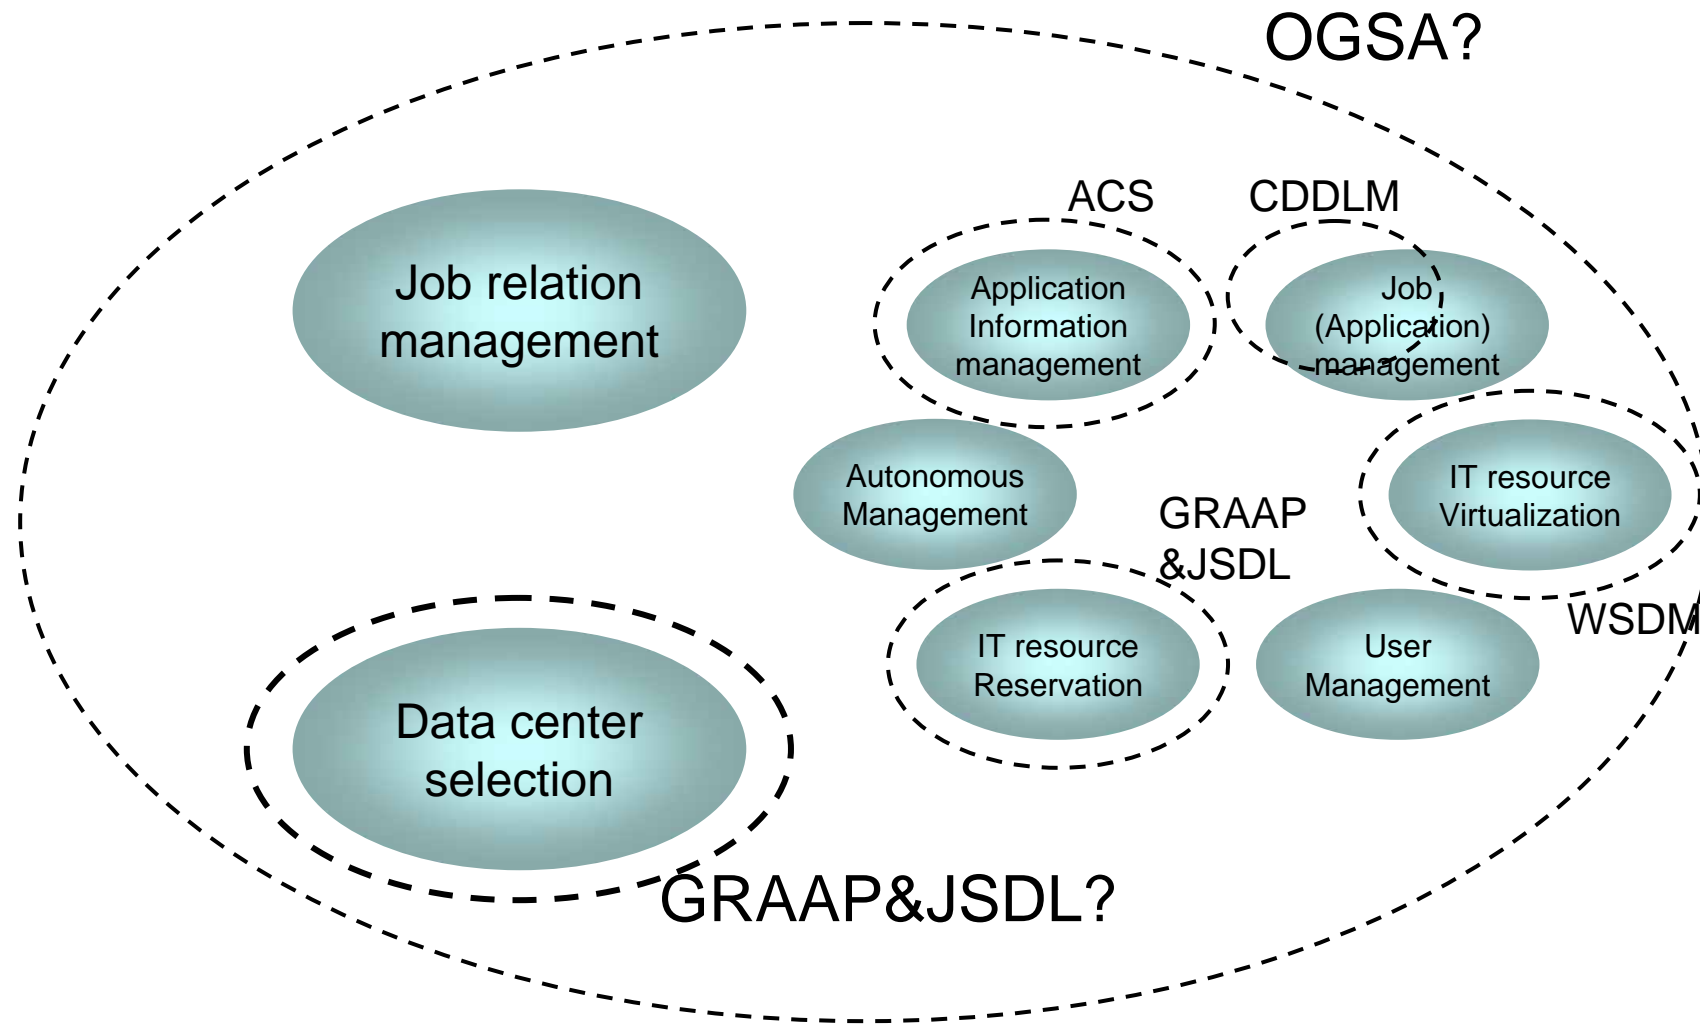 OGSA?
ACS
CDDLM
Job relation
management
Application
Information
management
Job
(Application)
management
Autonomous
Management
IT resource
Virtualization
GRAAP
&JSDL
WSDM
IT resource
Reservation
User
Management
Data center
selection
GRAAP&JSDL?